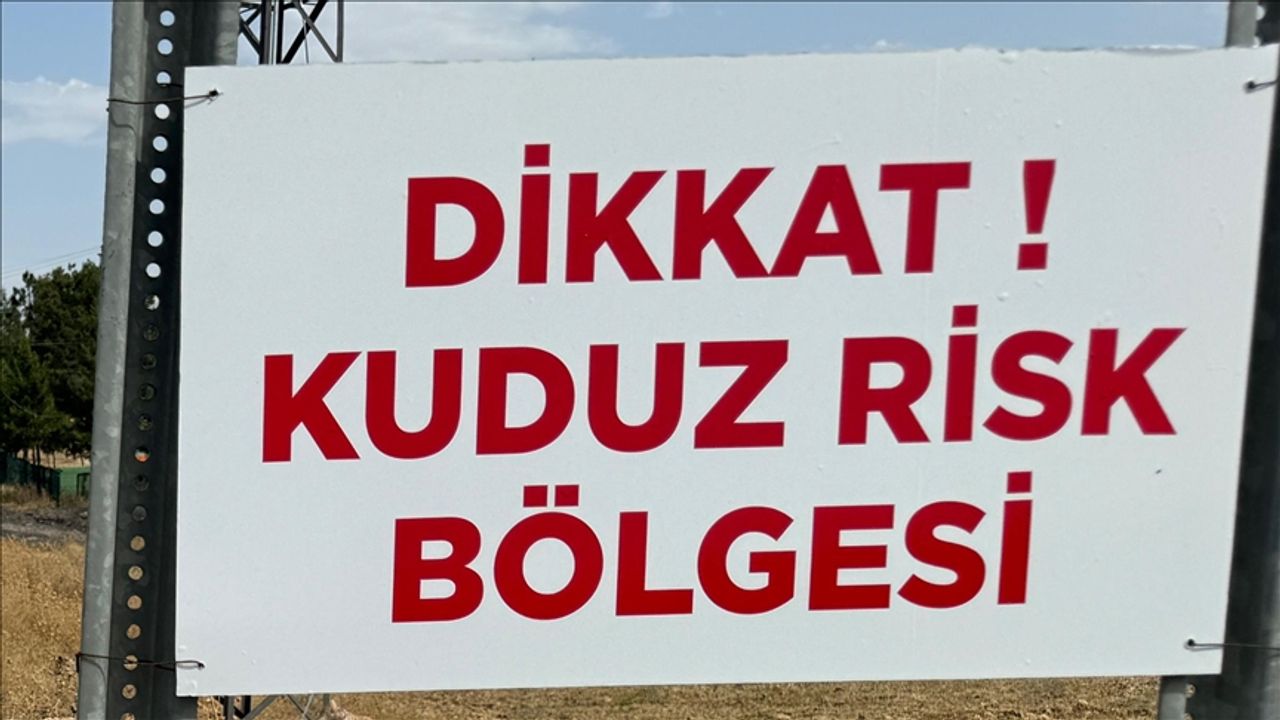 DİKKAT !
KUDUZ RİSK
BÖLGESİ